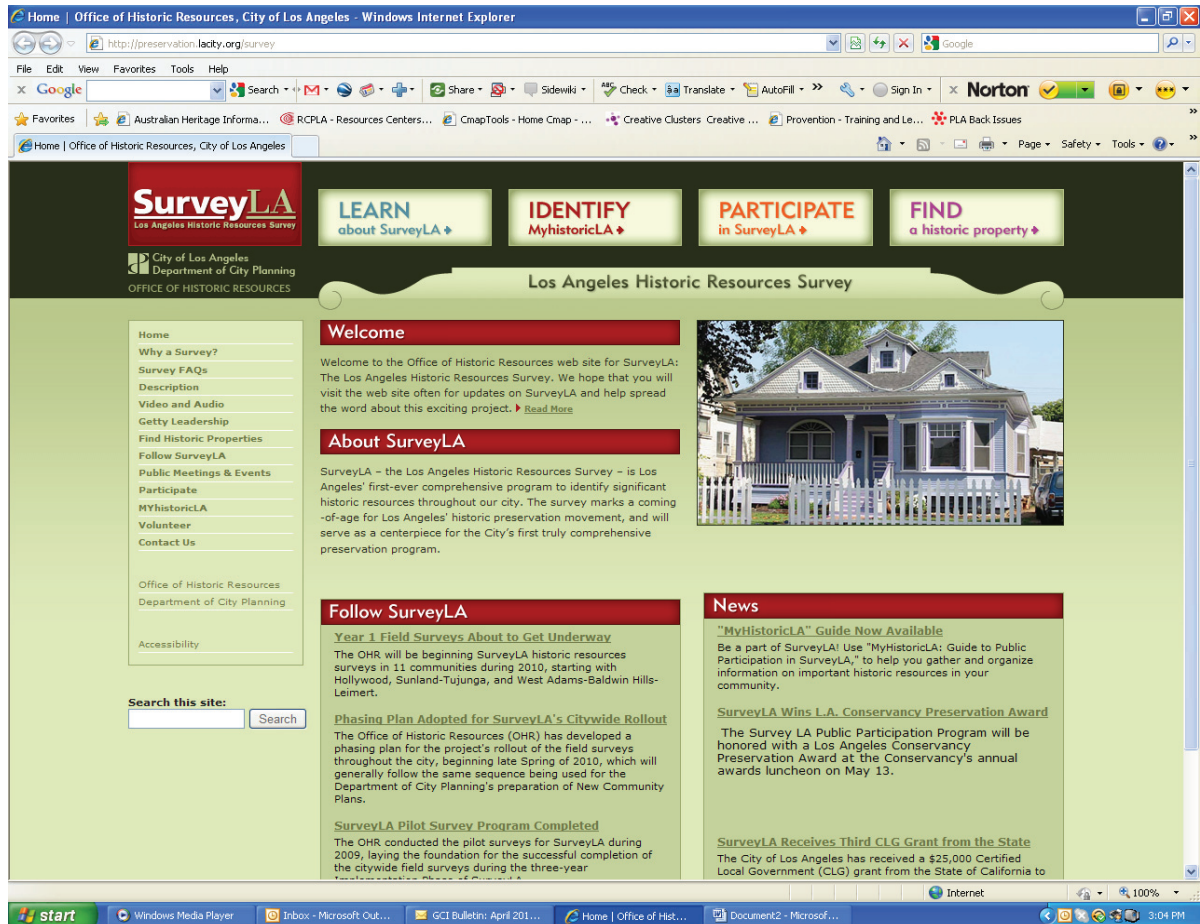 Home | Office of Historic Resources, City of Los Angeles - Windows Internet Explorer
http://preservation.lacity.org/survey
Google
File Edit View Favorites Tools Help
x Google Search Share Sidewiki Check Translate AutoFill » Sign In x Norton
Favorites Australian Heritage Informa... RCPLA - Resources Centers... CmapTools - Home Cmap - ... Creative Clusters Creative ... Provention - Training and Le... PLA Back Issues »
Home | Office of Historic Resources, City of Los Angeles
Page Safety Tools »
SurveyLA
Los Angeles Historic Resources Survey
LEARN
about SurveyLA
IDENTIFY
MyhistoricLA
PARTICIPATE
in SurveyLA
FIND
a historic property
City of Los Angeles
Department of City Planning
OFFICE OF HISTORIC RESOURCES
Los Angeles Historic Resources Survey
Home
Why a Survey?
Survey FAQs
Description
Video and Audio
Getty Leadership
Find Historic Properties
Follow SurveyLA
Public Meetings & Events
Participate
MYhistoricLA
Volunteer
Contact Us
Office of Historic Resources
Department of City Planning
Accessibility
Search this site:
Search
Welcome
Welcome to the Office of Historic Resources web site for SurveyLA:
The Los Angeles Historic Resources Survey. We hope that you will
visit the web site often for updates on SurveyLA and help spread
the word about this exciting project. Read More
About SurveyLA
SurveyLA – the Los Angeles Historic Resources Survey – is Los
Angeles' first-ever comprehensive program to identify significant
historic resources throughout our city. The survey marks a coming
-of-age for Los Angeles' historic preservation movement, and will
serve as a centerpiece for the City's first truly comprehensive
preservation program.
Follow SurveyLA
Year 1 Field Surveys About to Get Underway
The OHR will be beginning SurveyLA historic resources
surveys in 11 communities during 2010, starting with
Hollywood, Sunland-Tujunga, and West Adams-Baldwin Hills-
Leimert.
Phasing Plan Adopted for SurveyLA's Citywide Rollout
The Office of Historic Resources (OHR) has developed a
phasing plan for the project's rollout of the field surveys
throughout the city, beginning late Spring of 2010, which will
generally follow the same sequence being used for the
Department of City Planning's preparation of New Community
Plans.
SurveyLA Pilot Survey Program Completed
The OHR conducted the pilot surveys for SurveyLA during
2009, laying the foundation for the successful completion of
the citywide field surveys during the three-year
Implementation Phase of SurveyLA
News
"MyHistoricLA" Guide Now Available
Be a part of SurveyLA! Use "MyHistoricLA: Guide to Public
Participation in SurveyLA," to help you gather and organize
information on important historic resources in your
community.
SurveyLA Wins L.A. Conservancy Preservation Award
The Survey LA Public Participation Program will be
honored with a Los Angeles Conservancy
Preservation Award at the Conservancy's annual
awards luncheon on May 13.
SurveyLA Receives Third CLG Grant from the State
The City of Los Angeles has received a $25,000 Certified
Local Government (CLG) grant from the State of California to
Internet 100%
start Windows Media Player Inbox - Microsoft Out... GCI Bulletin: April 201... Home | Office of Hist... Document2 - Microsof... 3:04 PM